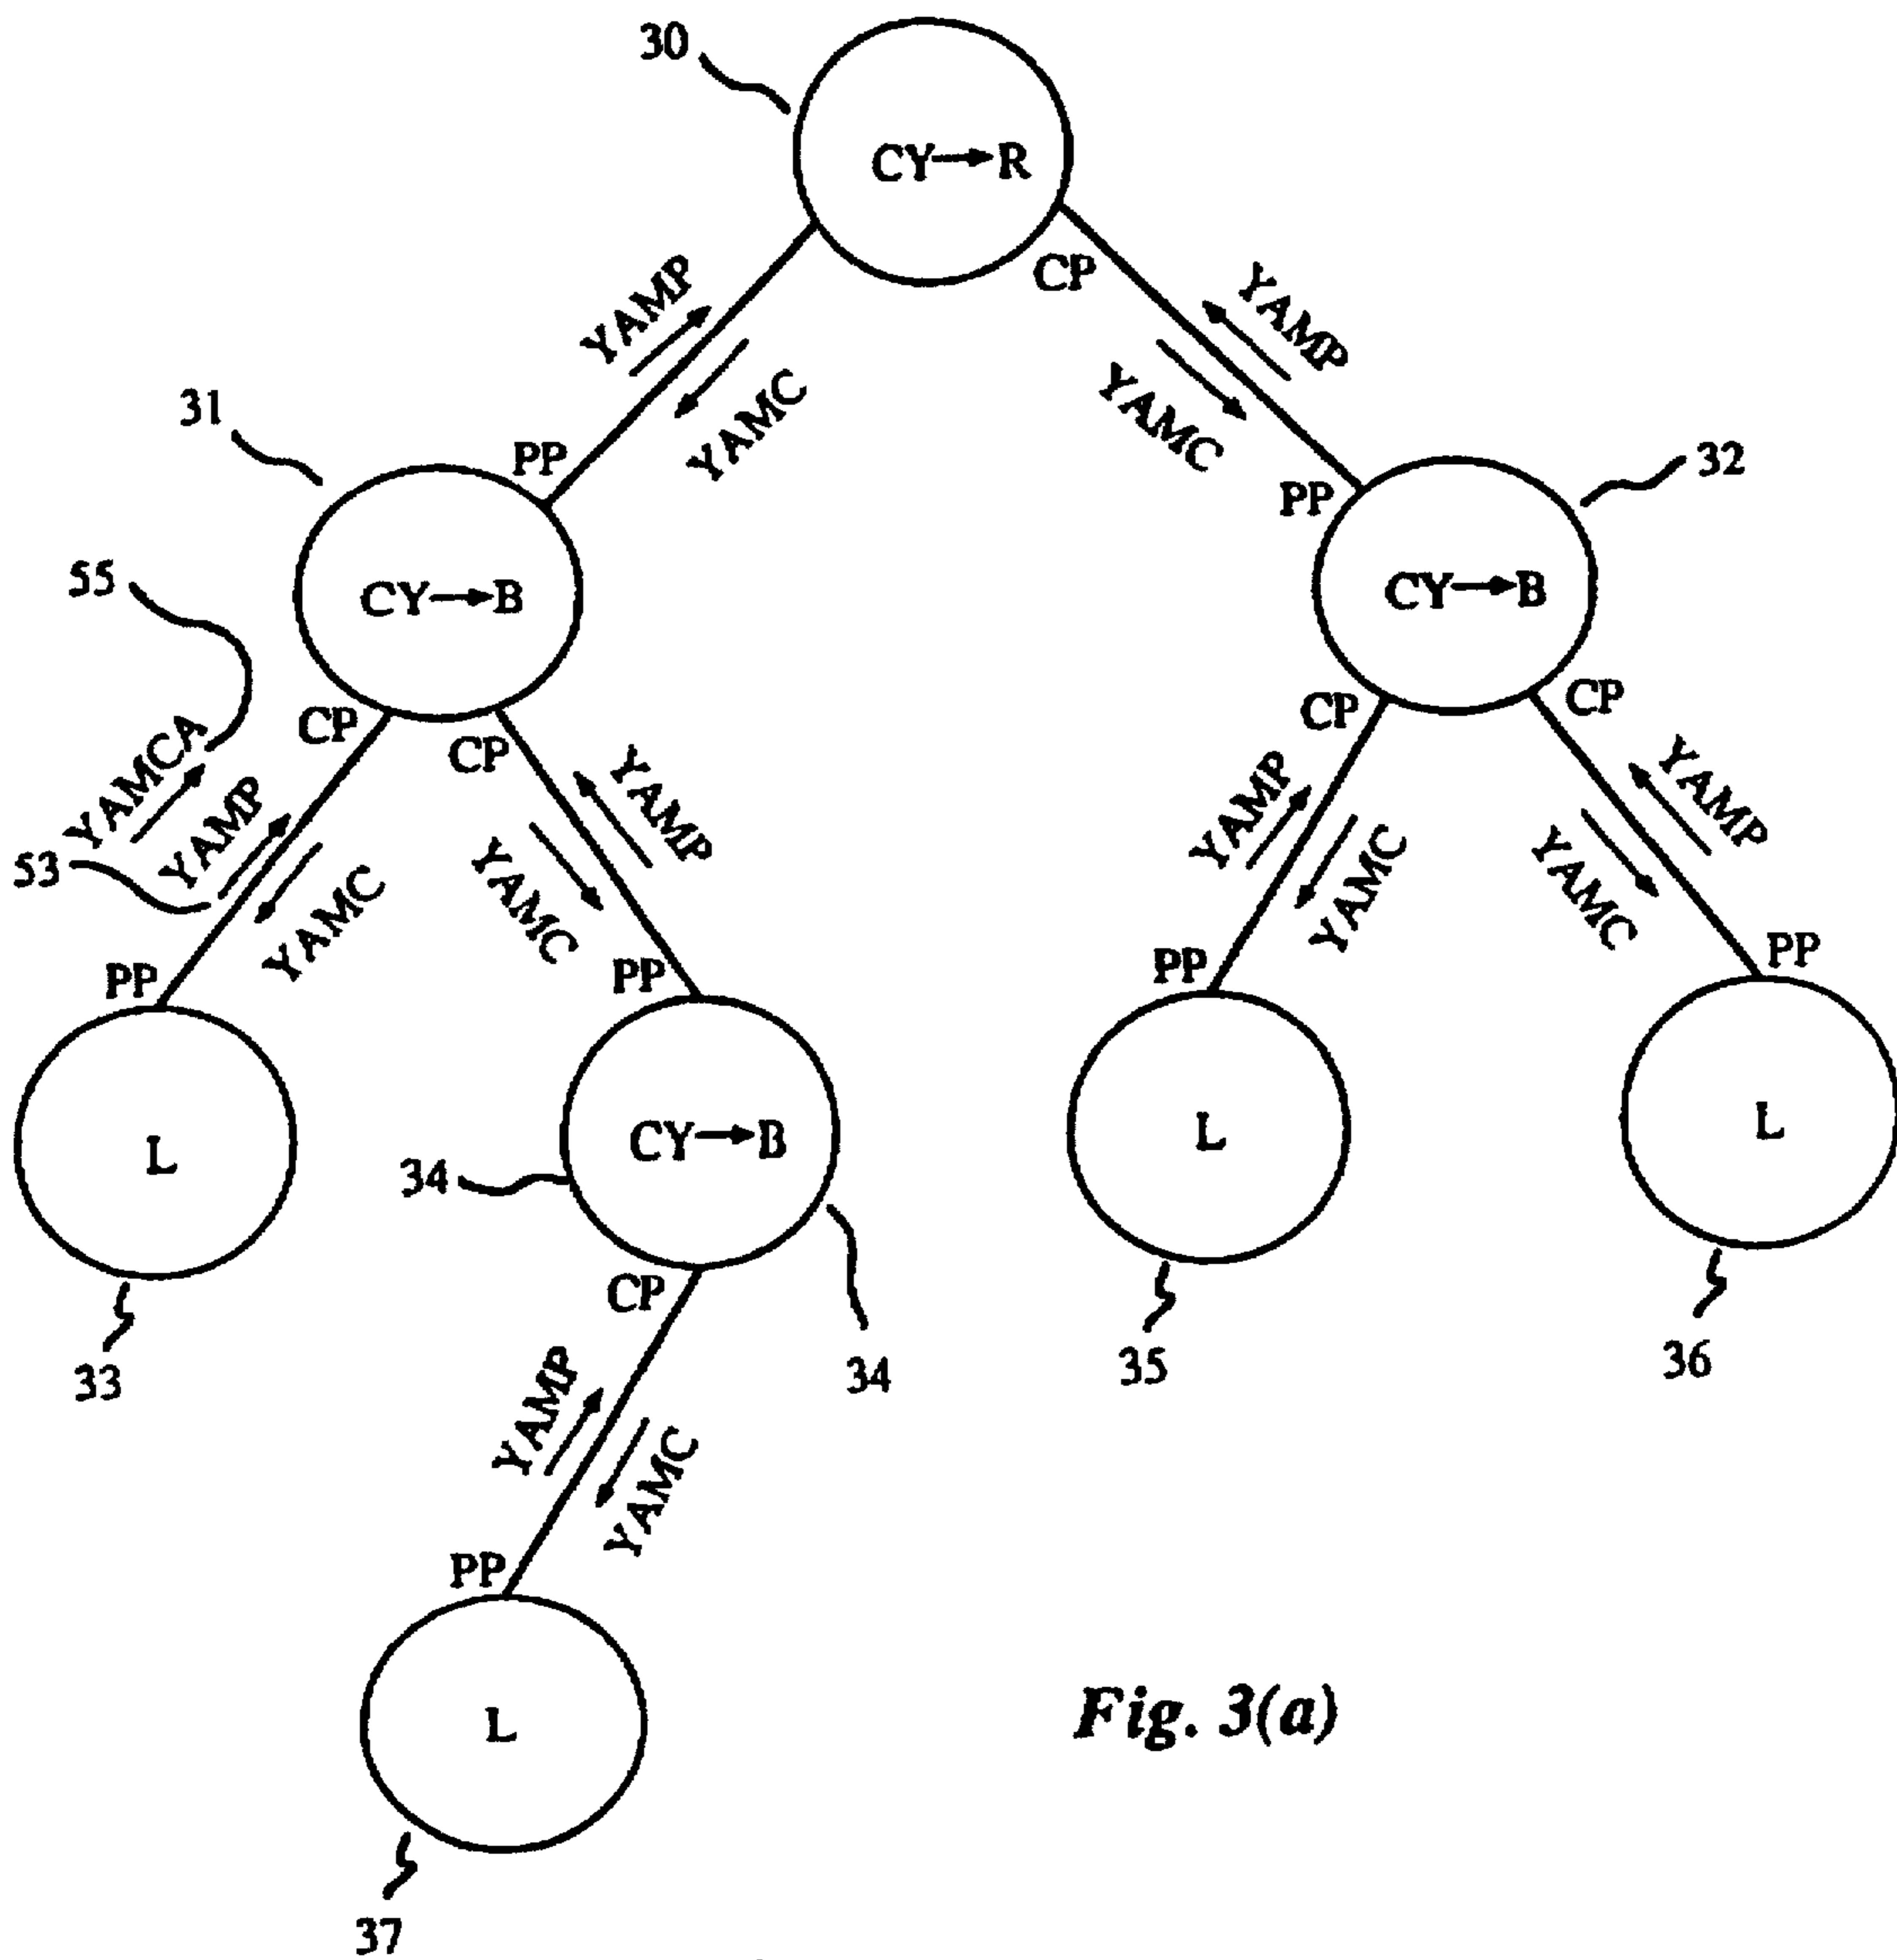 30
CY→R
CP
YAMP
YAMC
YAMP
YAMC
31
PP
32
PP
55
CY→B
CY→B
CP
CP
CP
CP
YAMCA
YAMP
YAMC
53
YAMP
YAMC
YAMP
YAMC
YAMP
YAMC
PP
PP
PP
PP
L
CY→B
L
L
34
CP
33
34
35
36
YAMP
YAMC
PP
L
Fig. 3(a)
37